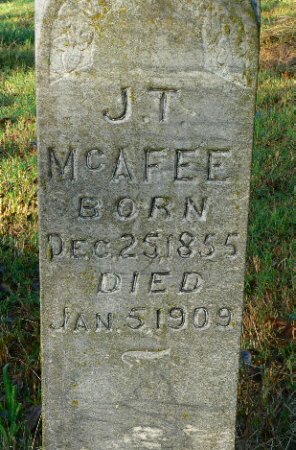 J.T.
McAFEE
BORN
DEC. 25, 1855
DIED
JAN. 5, 1909